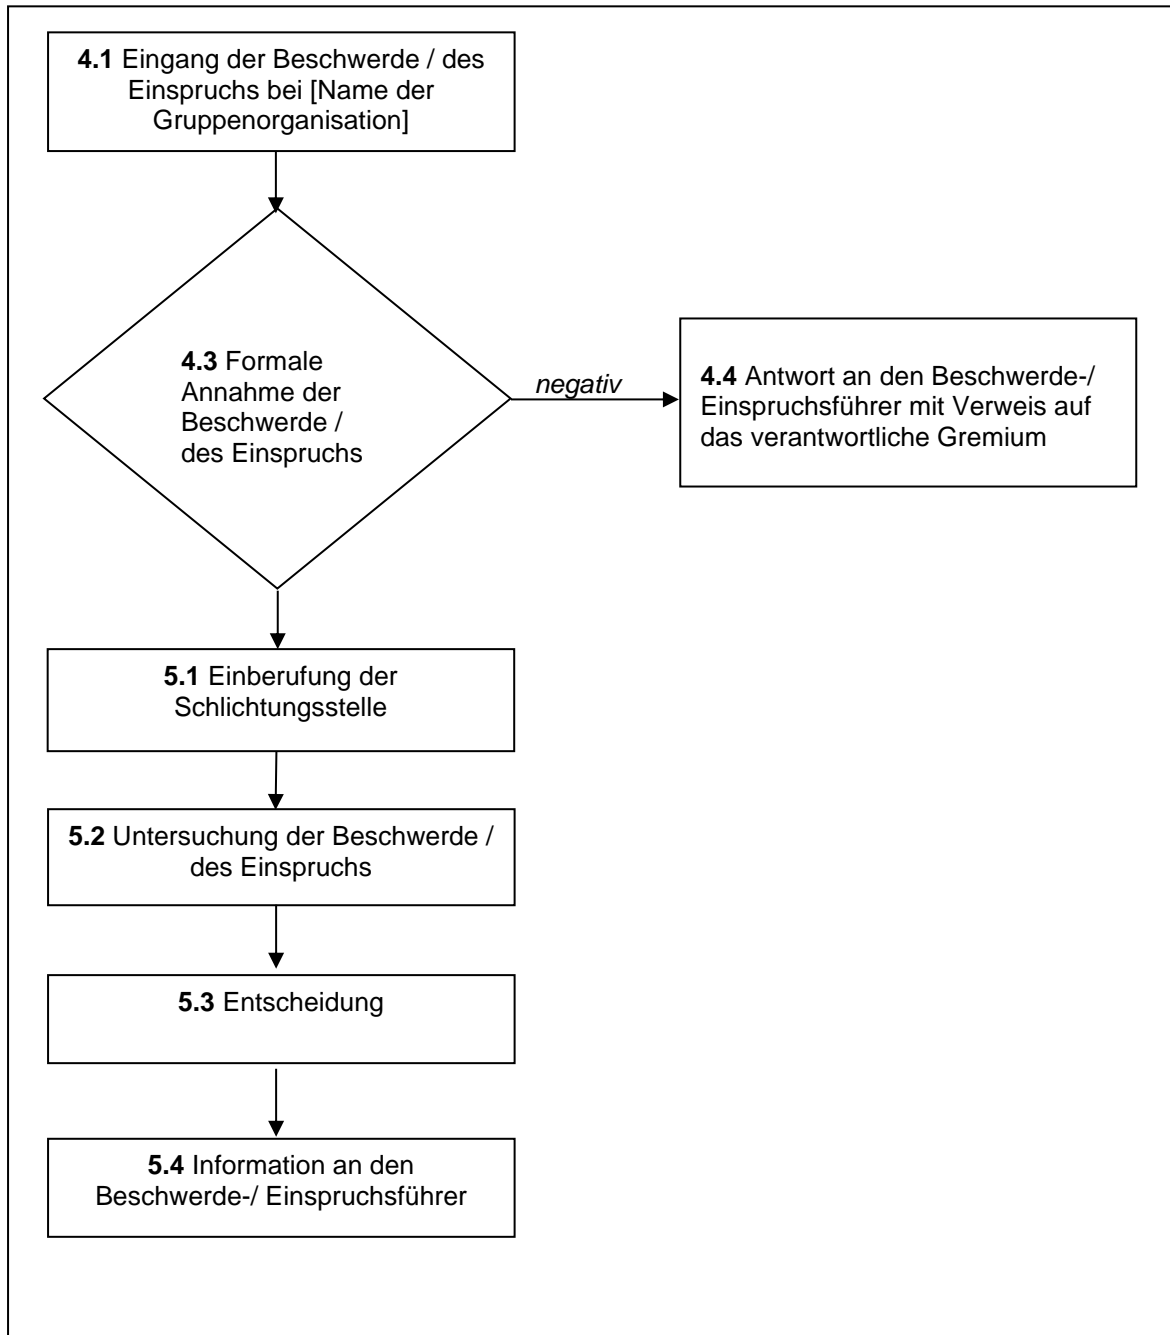 4.1 Eingang der Beschwerde / des
Einspruchs bei [Name der
Gruppenorganisation]
4.3 Formale
Annahme der
Beschwerde /
des Einspruchs
negativ
4.4 Antwort an den Beschwerde-/
Einspruchsführer mit Verweis auf
das verantwortliche Gremium
5.1 Einberufung der
Schlichtungsstelle
5.2 Untersuchung der Beschwerde /
des Einspruchs
5.3 Entscheidung
5.4 Information an den
Beschwerde-/ Einspruchsführer